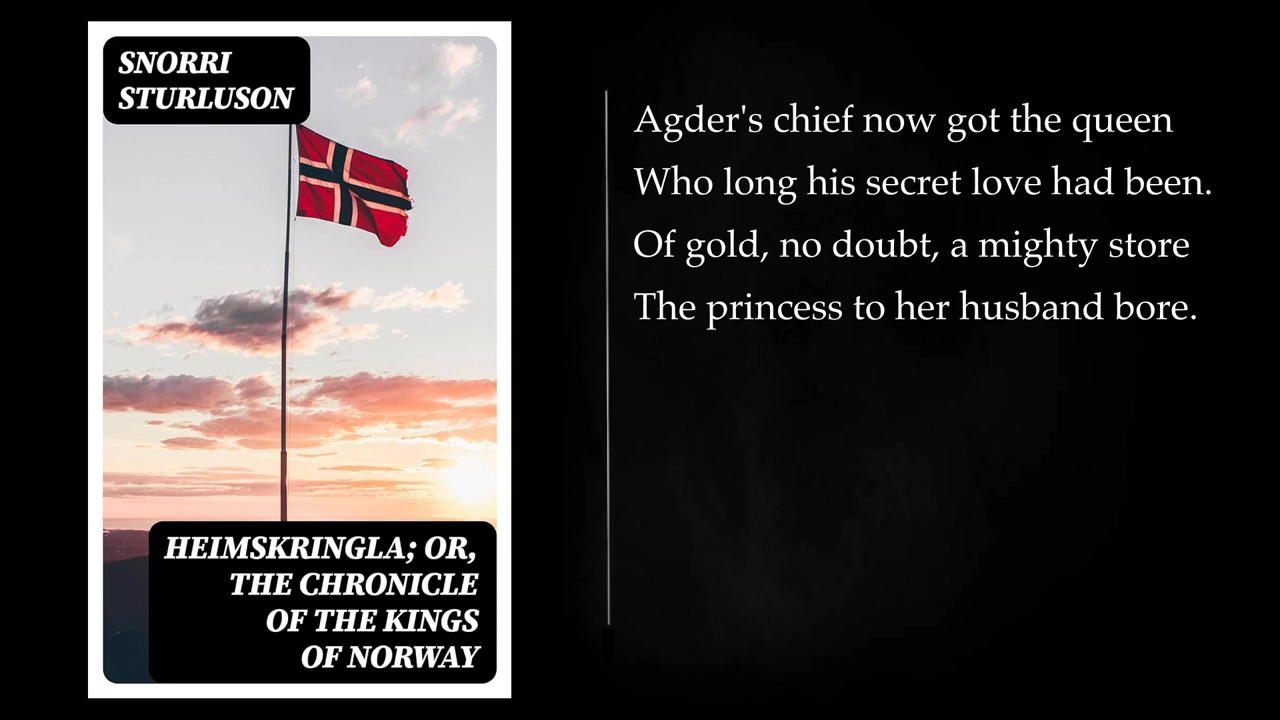 SNORRI
STURLUSON
HEIMSKRINGLA; OR,
THE CHRONICLE
OF THE KINGS
OF NORWAY
Agder's chief now got the queen
Who long his secret love had been.
Of gold, no doubt, a mighty store
The princess to her husband bore.